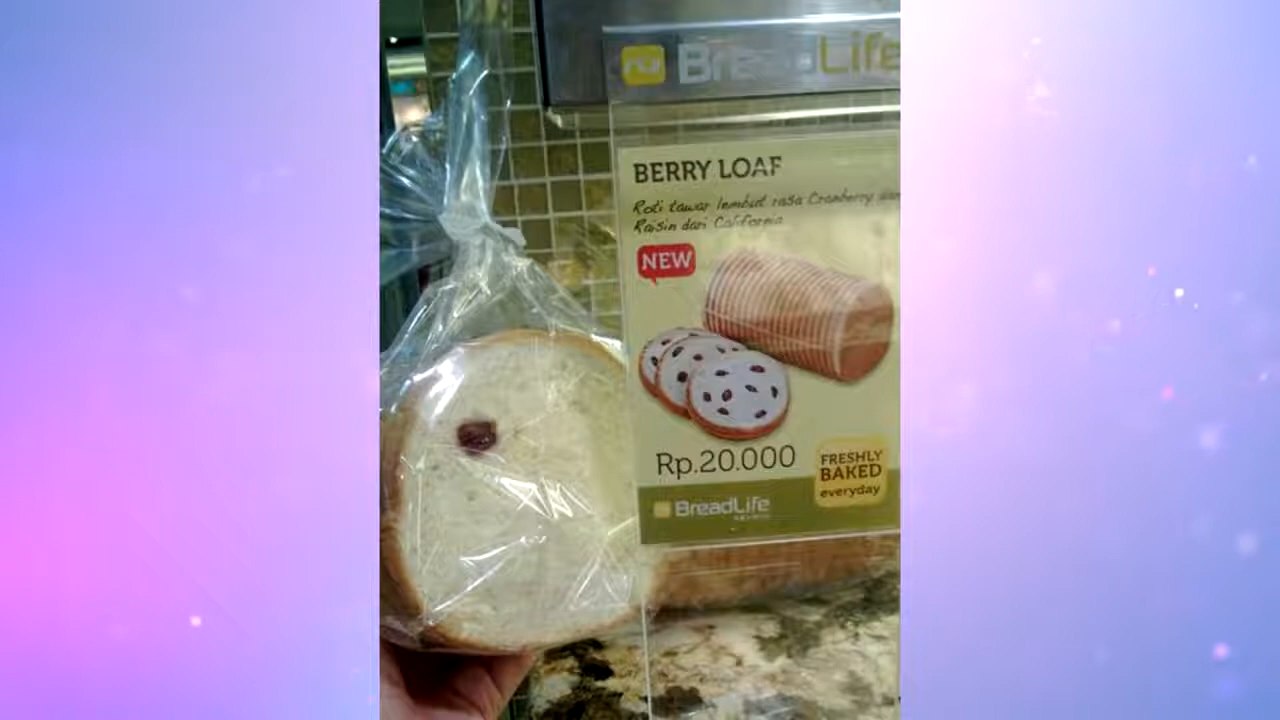 BreadLife
BERRY LOAF
Roti tawar lembut rasa Cranberry dan
Raisin dari California
NEW
Rp.20.000
FRESHLY
BAKED
everyday
BreadLife